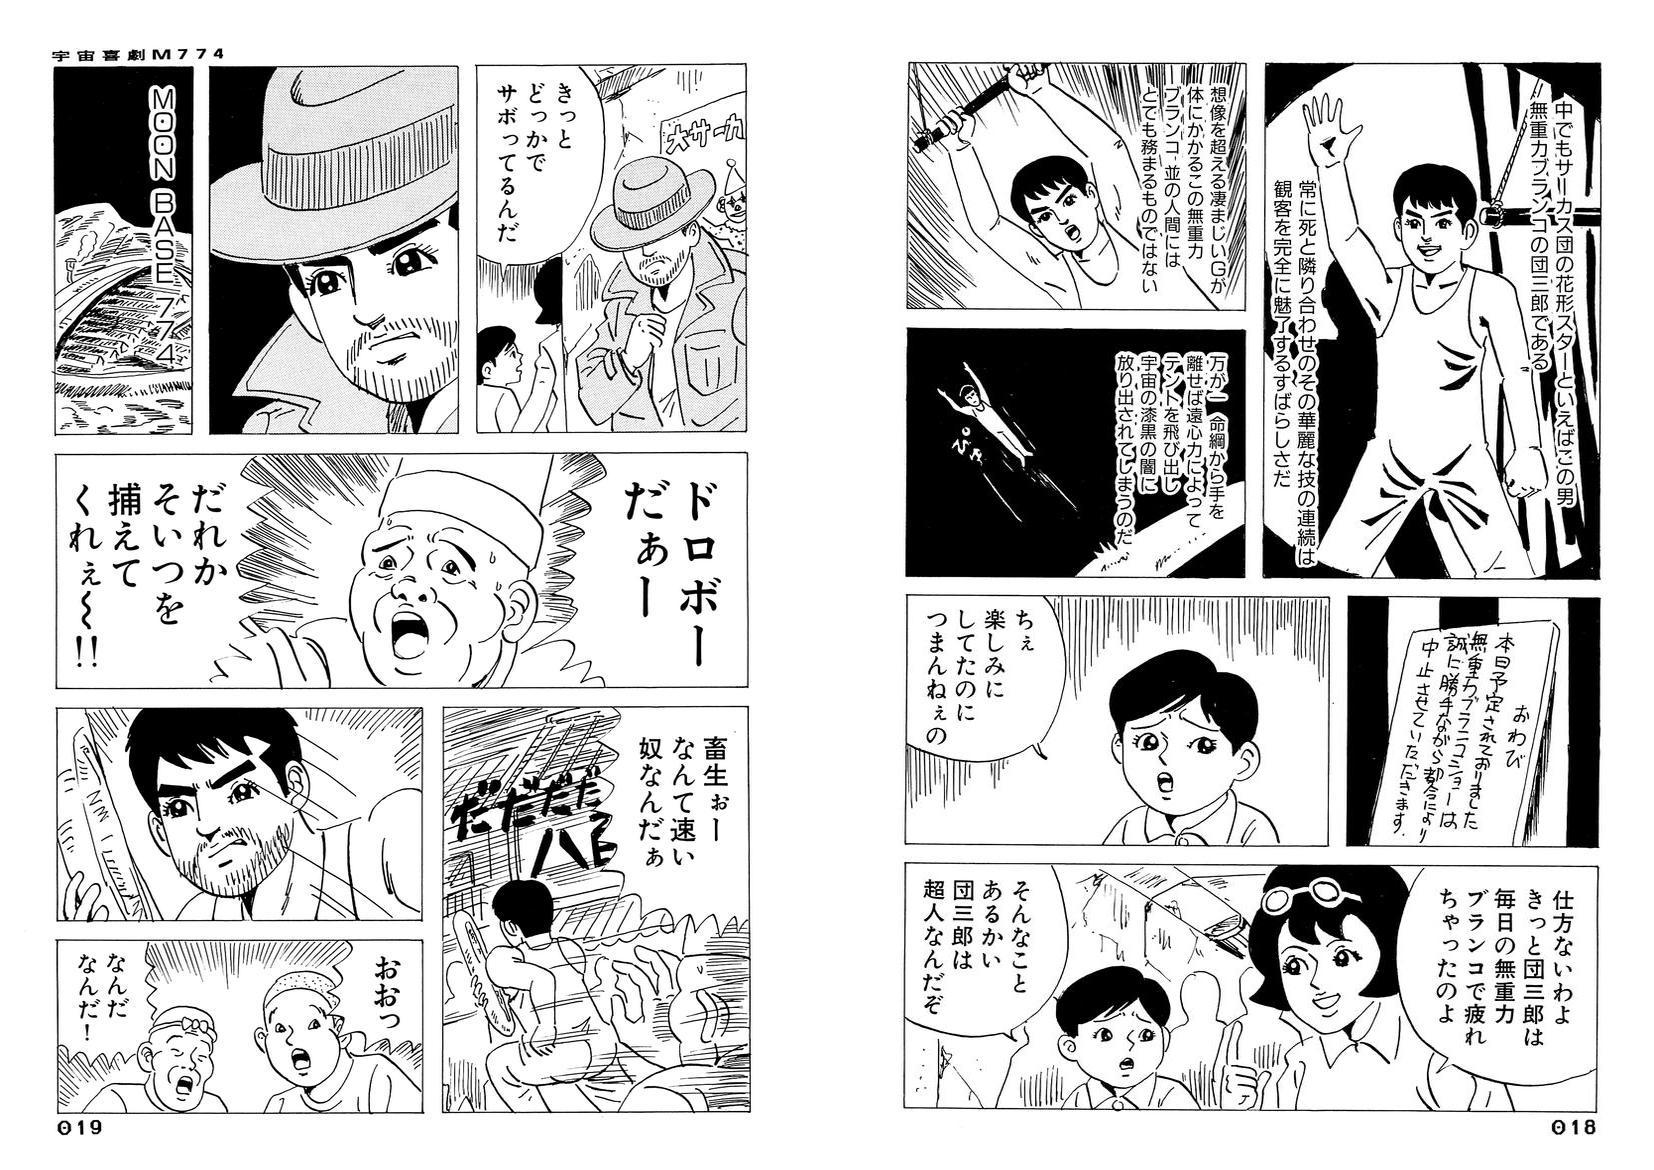 中でもサーカス団の花形スターといえばこの男
無重力ブランコの団三郎である
常に死と隣り合わせのその華麗な技の連続は
観客を完全に魅了するすばらしさだ
想像を超える凄まじいGが
体にかかるこの無重力
ーブランコ 並の人間には
とても務まるものではない
万が一 命綱から手を
離せば遠心力によって
テントを飛び出し
宇宙の漆黒の闇に
放り出されてしまうのだ
おわび
本日予定されておりました
無重力ブランコショーは
誠に勝手ながら都合により
中止させていただきます.
ちぇ
楽しみに
してたのに
つまんねぇの
仕方ないわよ
きっと団三郎は
毎日の無重力
ブランコで疲れ
ちゃったのよ
そんなこと
あるかい
団三郎は
超人なんだぞ
018
宇宙喜劇M774
きっと
どっかで
サボってるんだ
大サーカ
MOON BASE 774
ドロボー
だぁー
だれか
そいつを
捕えて
くれぇ〜!!
畜生ぉー
なんて速い
奴なんだぁ
だだだだ
おおっ
なんだ
なんだ!
019